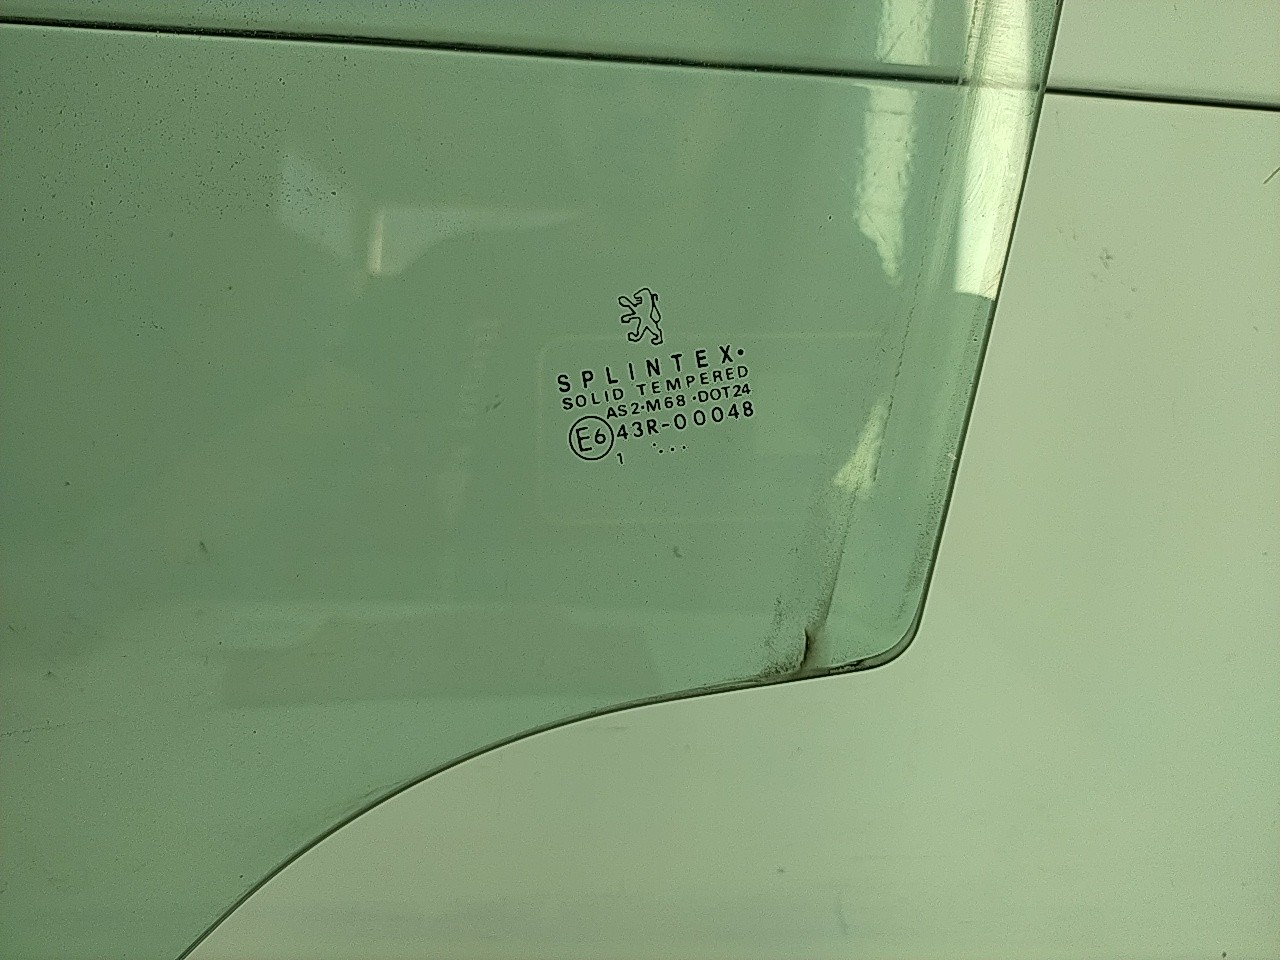 SPLINTEX•
SOLID TEMPERED
AS2·M68·DOT24
E6 43R-00048
1 ....